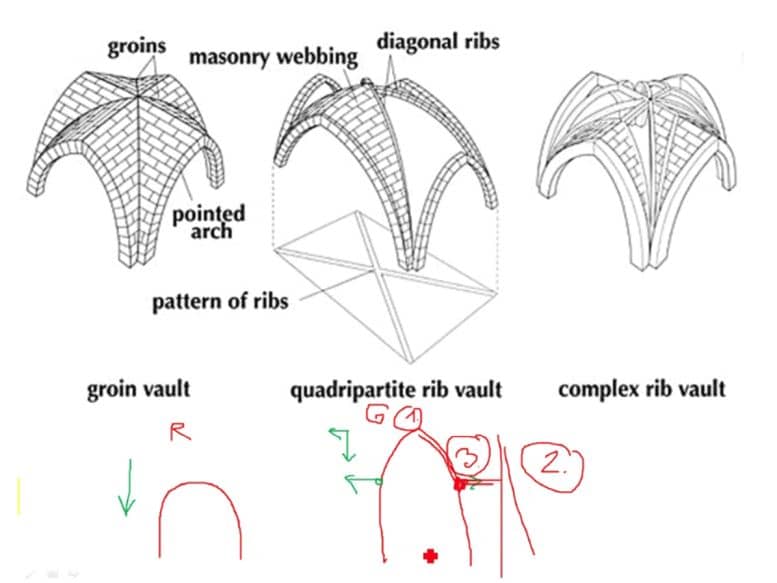 groins
masonry webbing
diagonal ribs
pointed
arch
pattern of ribs
groin vault
quadripartite rib vault
complex rib vault
R
G 1.
3
2.